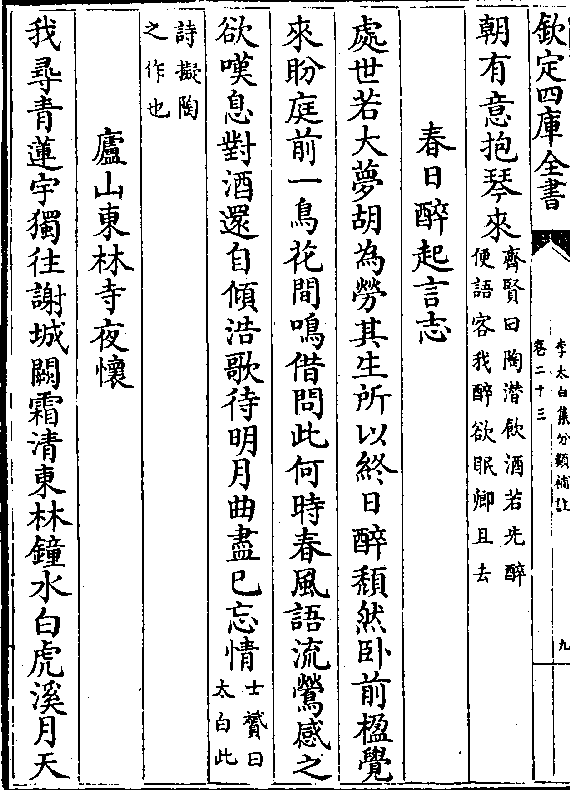 欽定四庫全書
李太白集分類補註
卷二十三
九
朝有意抱琴來
齊賢曰陶潛飲酒若先醉
便語客我醉欲眠卿且去
春日醉起言志
處世若大夢胡為勞其生所以終日醉頹然卧前楹覺
來盼庭前一鳥花間鳴借問此何時春風語流鶯感之
欲嘆息對酒還自傾浩歌待明月曲盡已忘情
士贇曰
太白此
詩擬陶
之作也
廬山東林寺夜懷
我尋青蓮宇獨往謝城闕霜清東林鐘水白虎溪月天